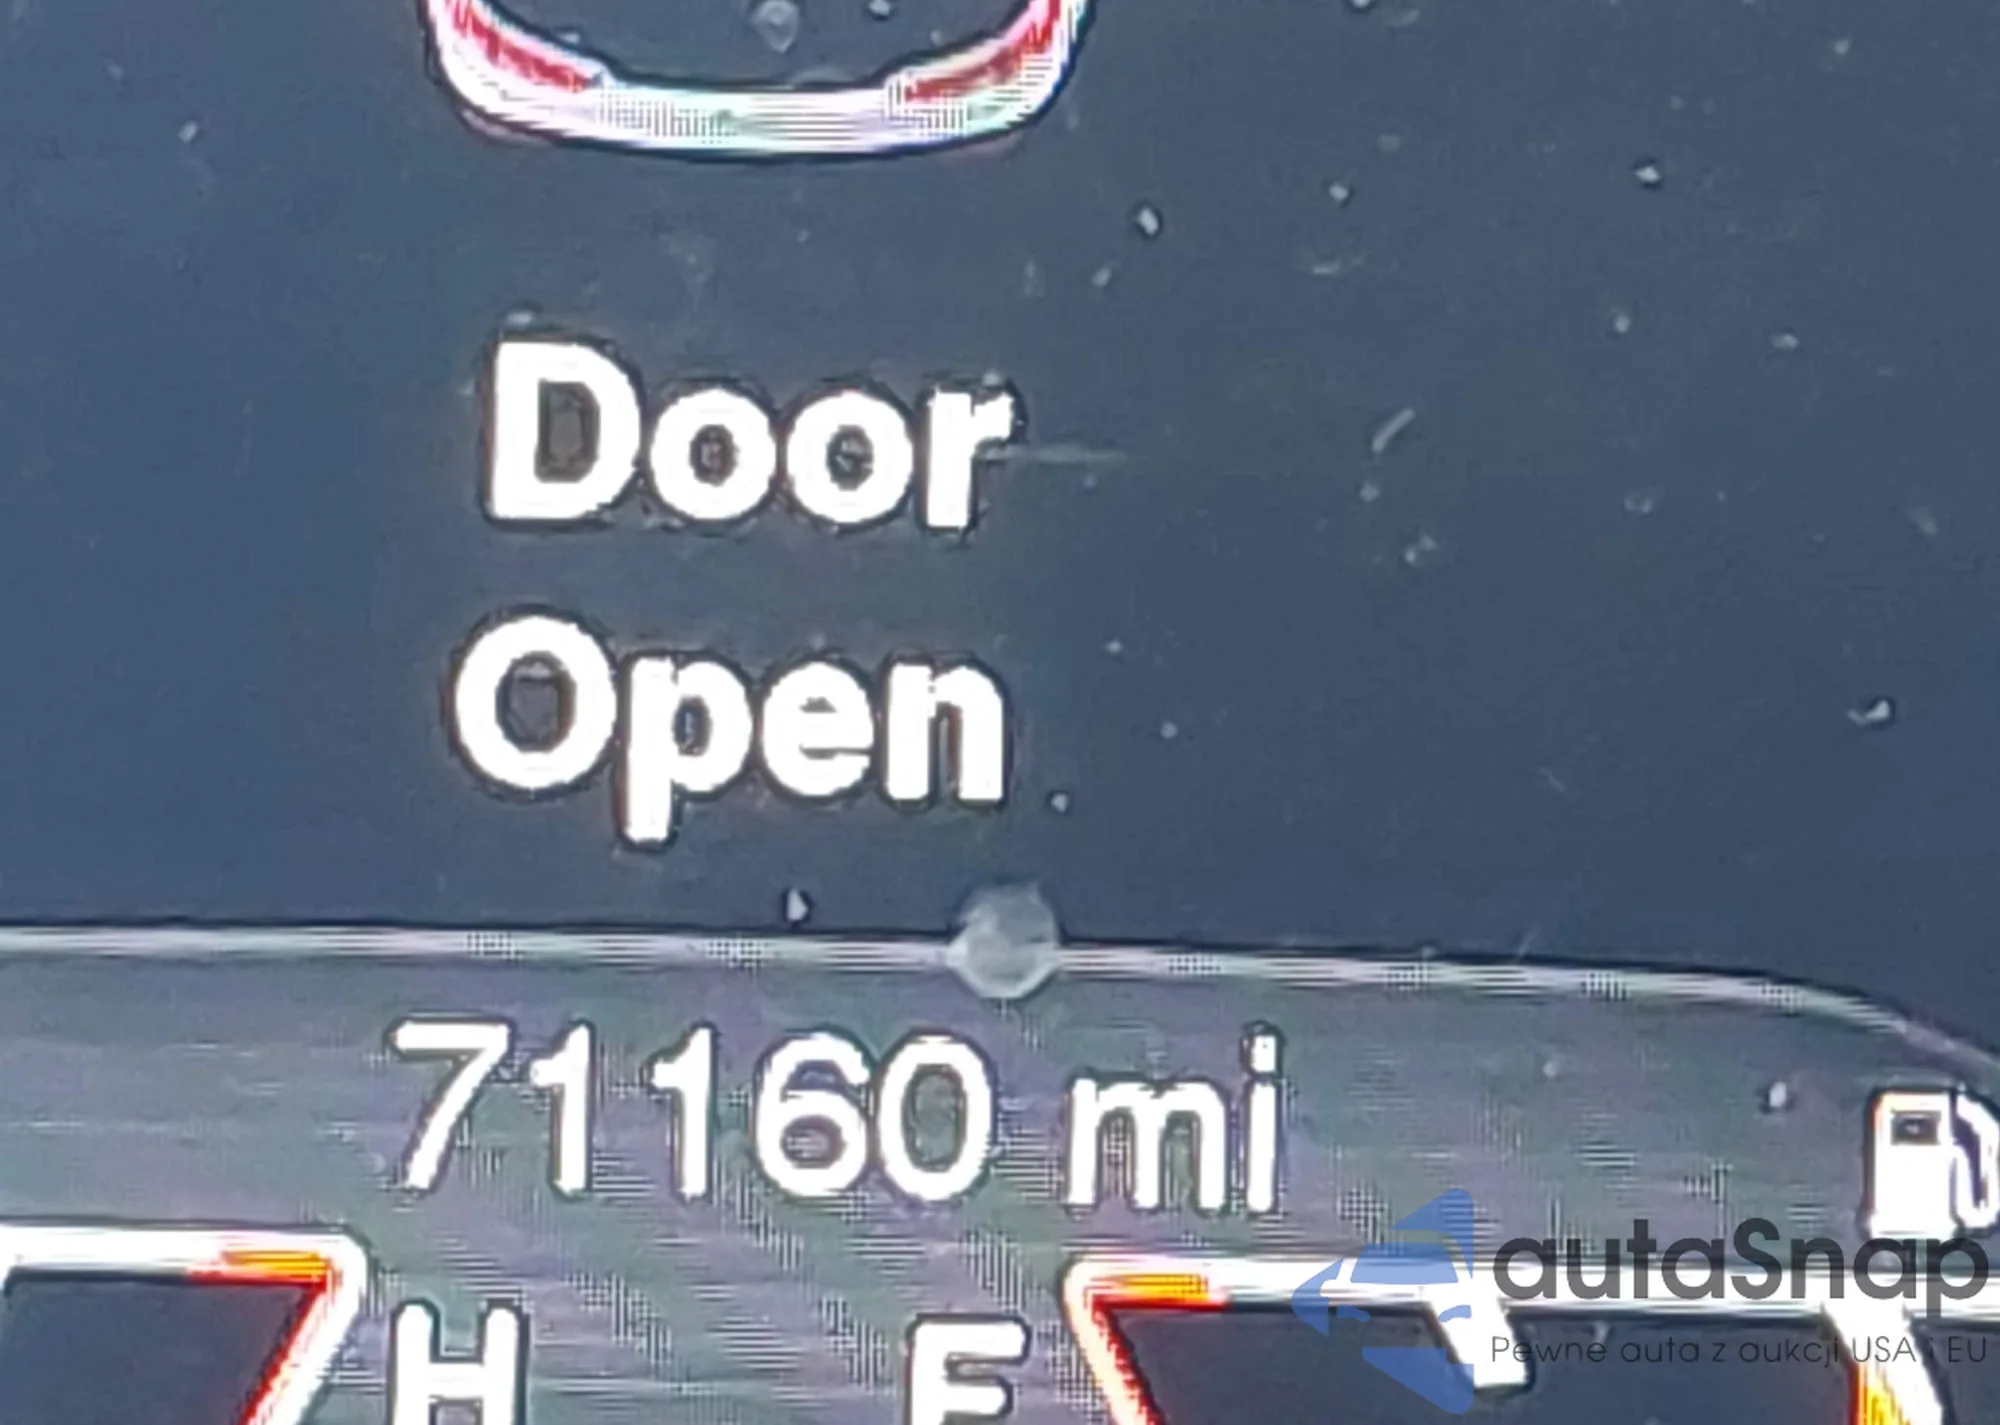 Door
Open
71160 mi
H
E
autaSnap
Pewne auta z aukcji USA i EU